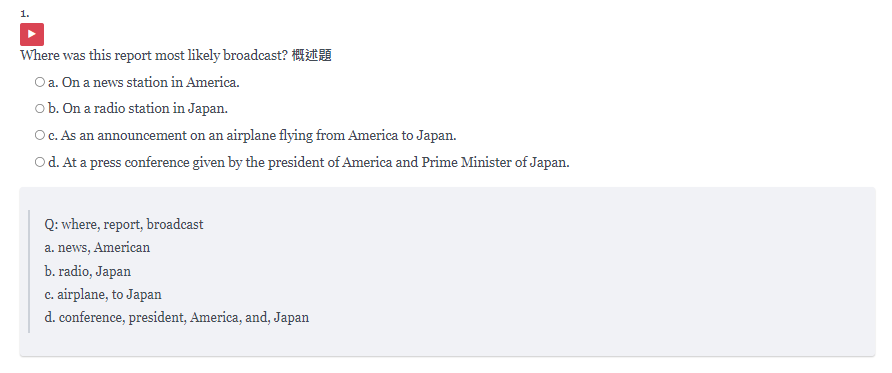 1.
Where was this report most likely broadcast? 概述題
a. On a news station in America.
b. On a radio station in Japan.
c. As an announcement on an airplane flying from America to Japan.
d. At a press conference given by the president of America and Prime Minister of Japan.
Q: where, report, broadcast
a. news, American
b. radio, Japan
c. airplane, to Japan
d. conference, president, America, and, Japan